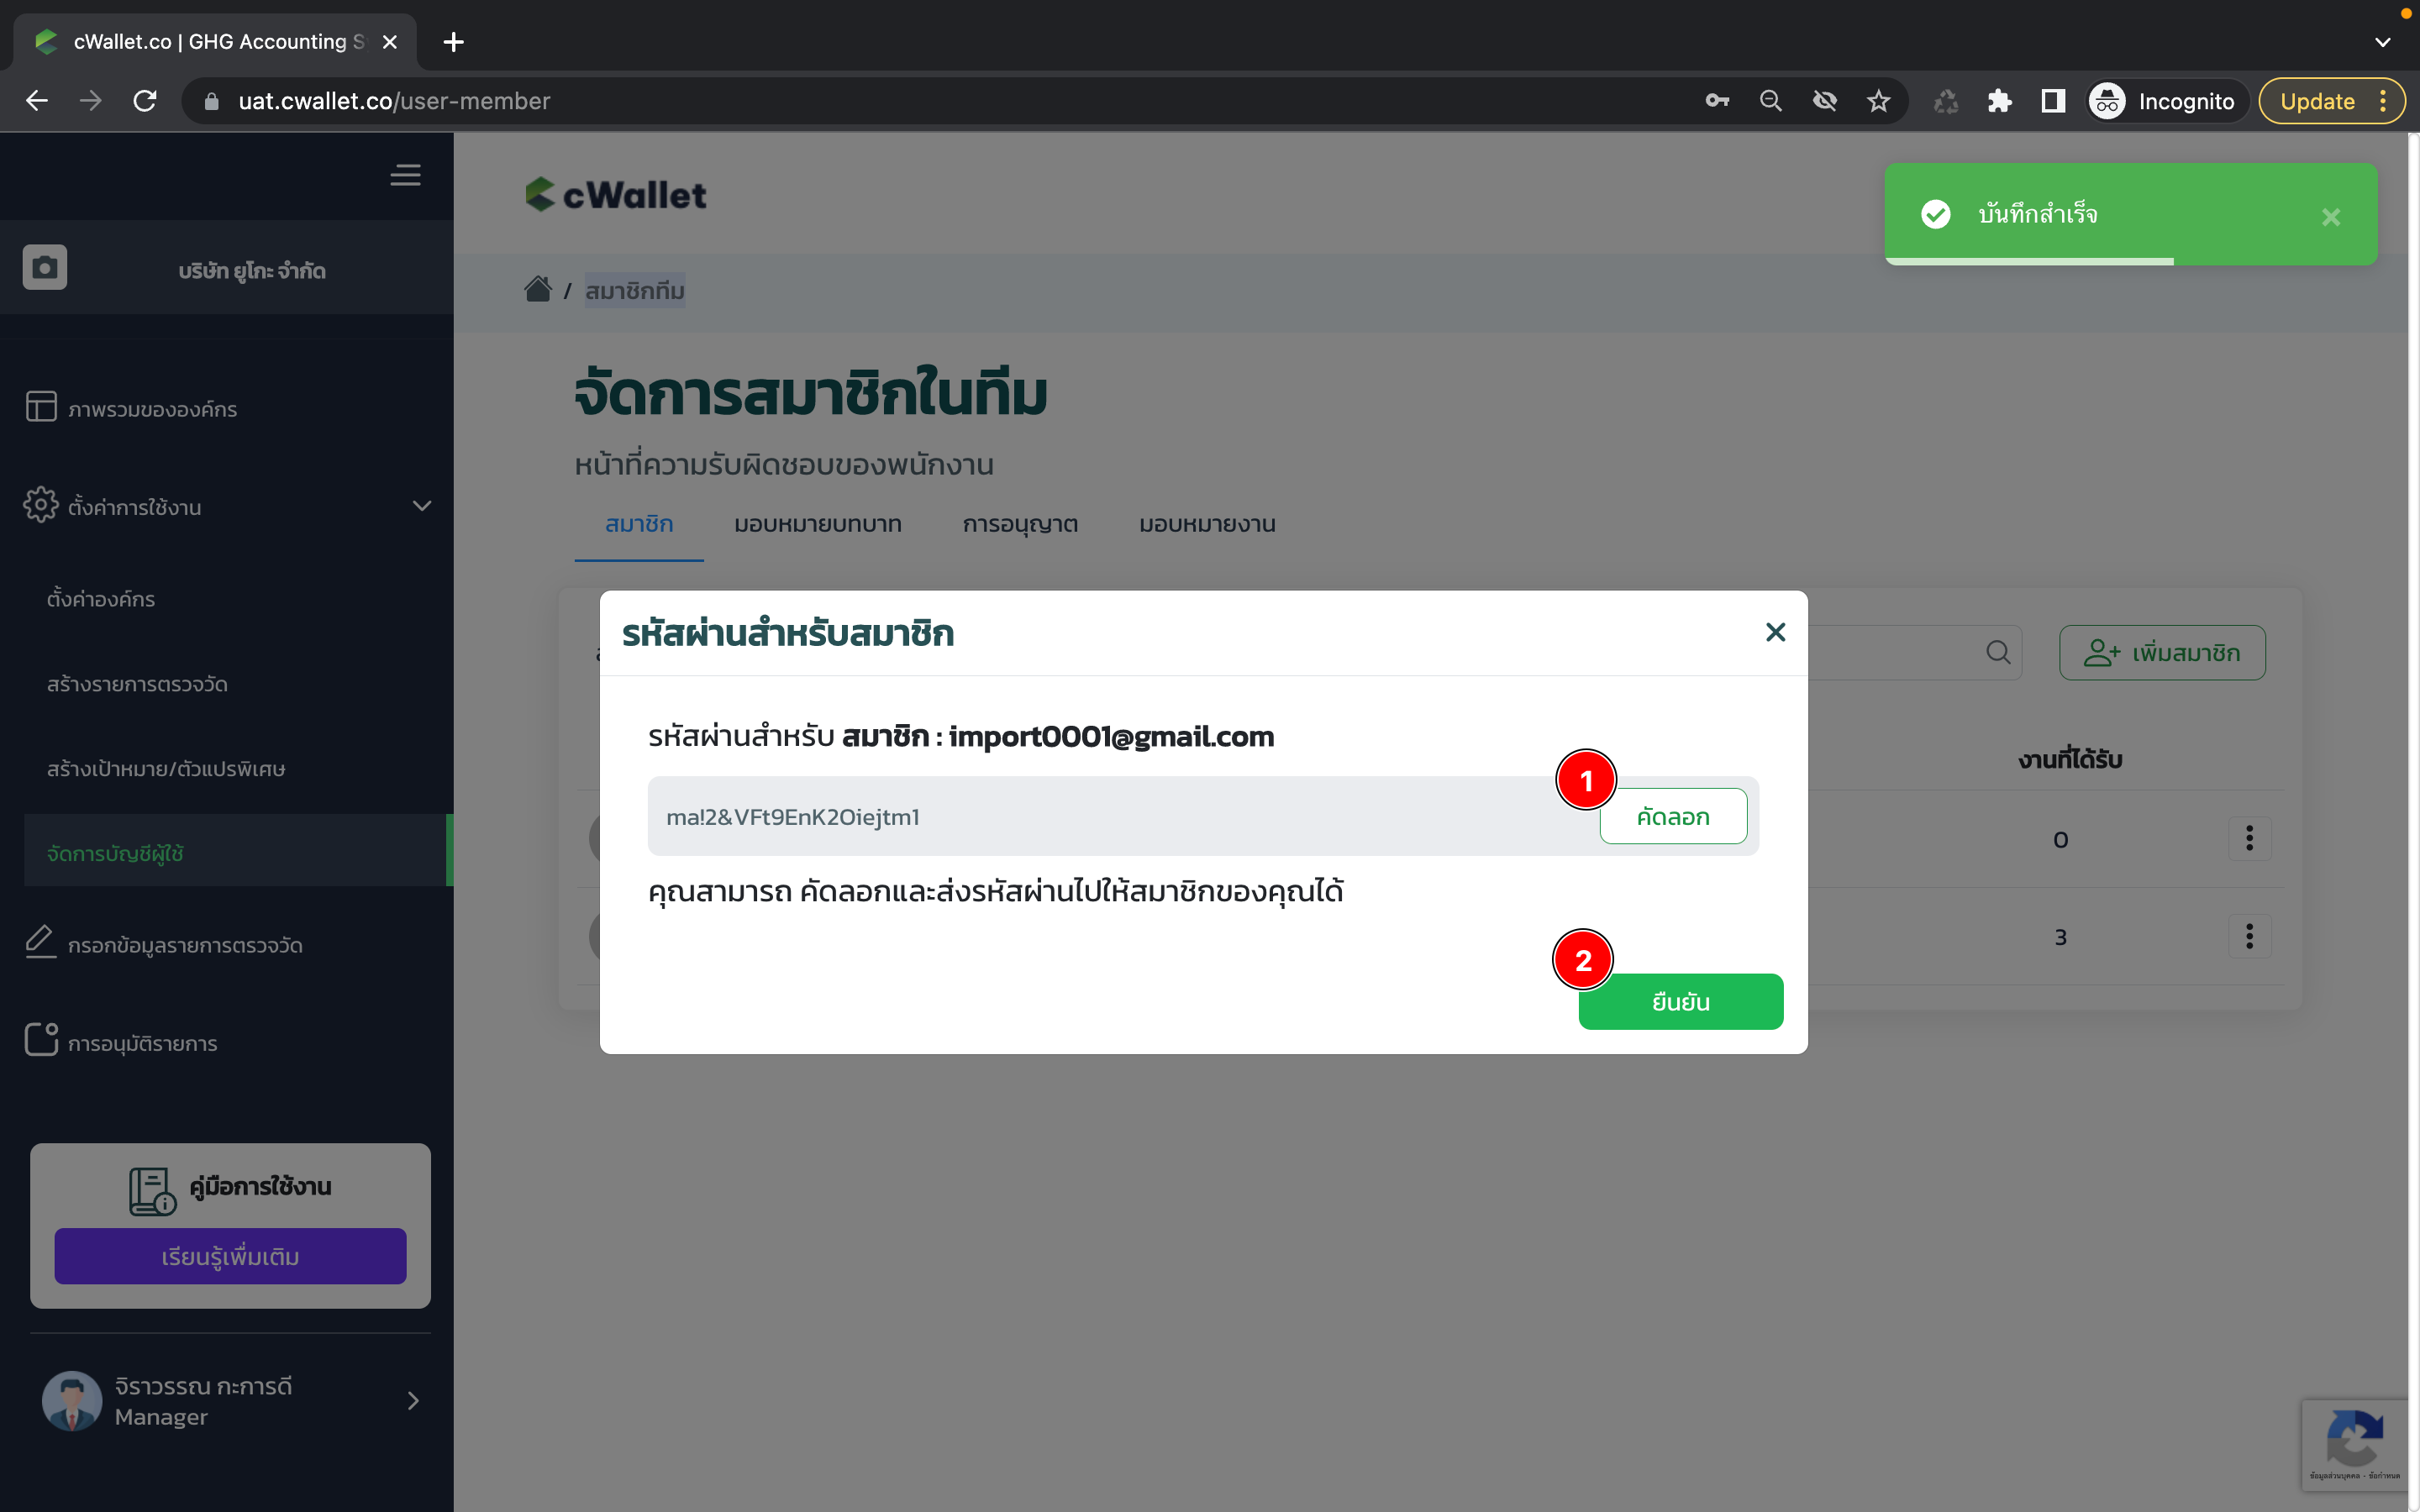 cWallet.co | GHG Accounting S
uat.cwallet.co/user-member
Incognito
Update
บริษัท ยูโกะ จำกัด
ภาพรวมขององค์กร
ตั้งค่าการใช้งาน
ตั้งค่าองค์กร
สร้างรายการตรวจวัด
สร้างเป้าหมาย/ตัวแปรพิเศษ
จัดการบัญชีผู้ใช้
กรอกข้อมูลรายการตรวจวัด
การอนุมัติรายการ
คู่มือการใช้งาน
เรียนรู้เพิ่มเติม
จิราวรรณ กะการดี
Manager
cWallet
บันทึกสำเร็จ
/ สมาชิกทีม
จัดการสมาชิกในทีม
หน้าที่ความรับผิดชอบของพนักงาน
สมาชิก มอบหมายบทบาท การอนุญาต มอบหมายงาน
เพิ่มสมาชิก
งานที่ได้รับ
0
3
รหัสผ่านสำหรับสมาชิก
รหัสผ่านสำหรับ สมาชิก : import0001@gmail.com
1
ma!2&VFt9EnK2Oiejtm1 คัดลอก
คุณสามารถ คัดลอกและส่งรหัสผ่านไปให้สมาชิกของคุณได้
2
ยืนยัน
ข้อมูลส่วนบุคคล - ข้อกำหนด